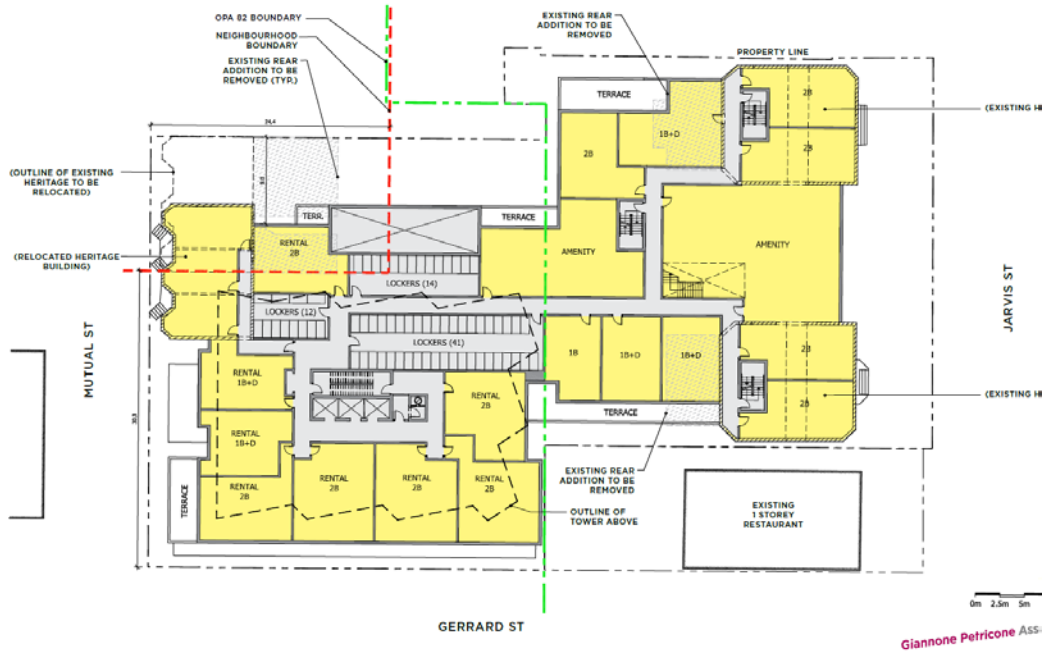 OPA 82 BOUNDARY
NEIGHBOURHOOD
BOUNDARY
EXISTING REAR
ADDITION TO BE
REMOVED (TYP.)
EXISTING REAR
ADDITION TO BE
REMOVED
PROPERTY LINE
TERRACE
2B
(EXISTING HE
1B+D
2B
2B
(OUTLINE OF EXISTING
HERITAGE TO BE
RELOCATED)
TERR.
TERRACE
RENTAL
2B
AMENITY
AMENITY
(RELOCATED HERITAGE
BUILDING)
LOCKERS (14)
LOCKERS (12)
LOCKERS (41)
JARVIS ST
MUTUAL ST
1B
1B+D
1B+D
2B
2B
(EXISTING HE
RENTAL
1B+D
RENTAL
2B
TERRACE
RENTAL
1B+D
RENTAL
2B
RENTAL
2B
RENTAL
2B
RENTAL
2B
TERRACE
EXISTING REAR
ADDITION TO BE
REMOVED
OUTLINE OF
TOWER ABOVE
EXISTING
1 STOREY
RESTAURANT
GERRARD ST
0m 2.5m 5m
Giannone Petricone Ass